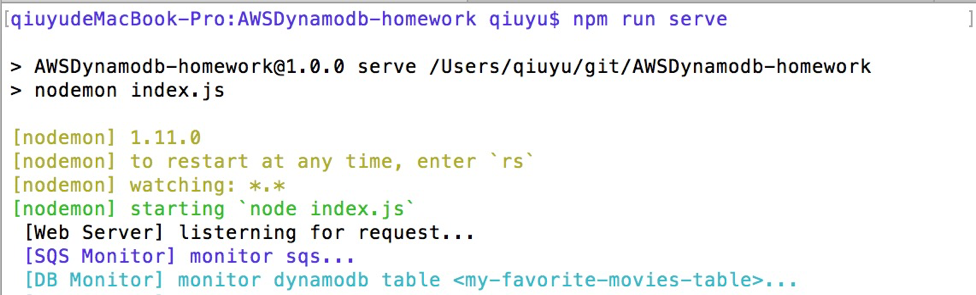 [qiuyudeMacBook-Pro:AWSDynamodb-homework qiuyu$ npm run serve ]
> AWSDynamodb-homework@1.0.0 serve /Users/qiuyu/git/AWSDynamodb-homework
> nodemon index.js
[nodemon] 1.11.0
[nodemon] to restart at any time, enter `rs`
[nodemon] watching: *.*
[nodemon] starting `node index.js`
[Web Server] listerning for request...
[SQS Monitor] monitor sqs...
[DB Monitor] monitor dynamodb table <my-favorite-movies-table>...